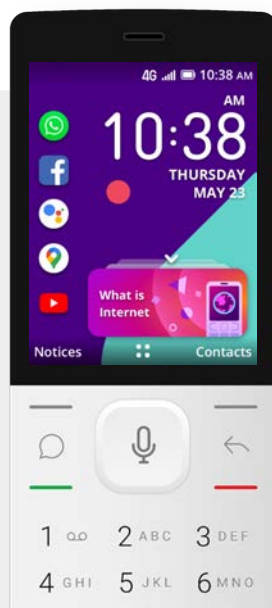 4G 10:38 AM
AM
10:38
THURSDAY
MAY 23
What is
Internet
Notices Contacts
1 2 ABC 3 DEF
4 GHI 5 JKL 6 MNO